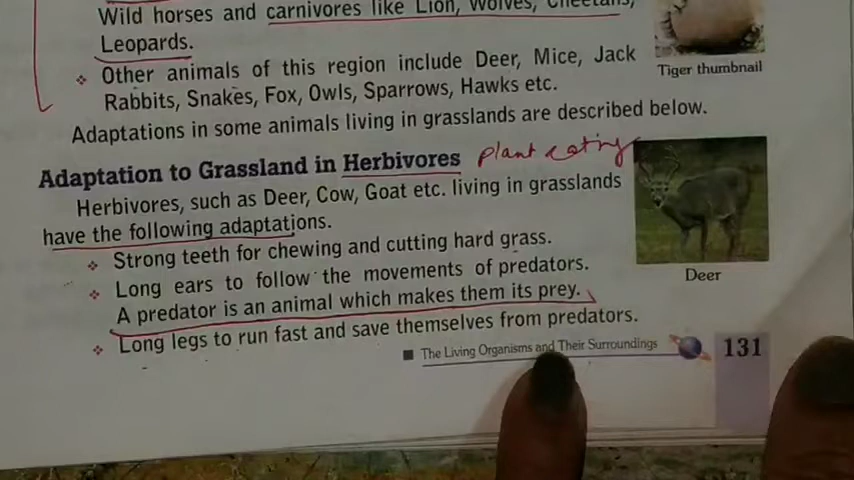 Wild horses and carnivores like Lion, Wolves, Cheetahs,
Leopards.
❖ Other animals of this region include Deer, Mice, Jack
Rabbits, Snakes, Fox, Owls, Sparrows, Hawks etc.
Tiger thumbnail
Adaptations in some animals living in grasslands are described below.
Adaptation to Grassland in Herbivores plant eating
Herbivores, such as Deer, Cow, Goat etc. living in grasslands
have the following adaptations.
❖ Strong teeth for chewing and cutting hard grass.
❖ Long ears to follow the movements of predators.
A predator is an animal which makes them its prey.
Deer
❖ Long legs to run fast and save themselves from predators.
■ The Living Organisms and Their Surroundings 131